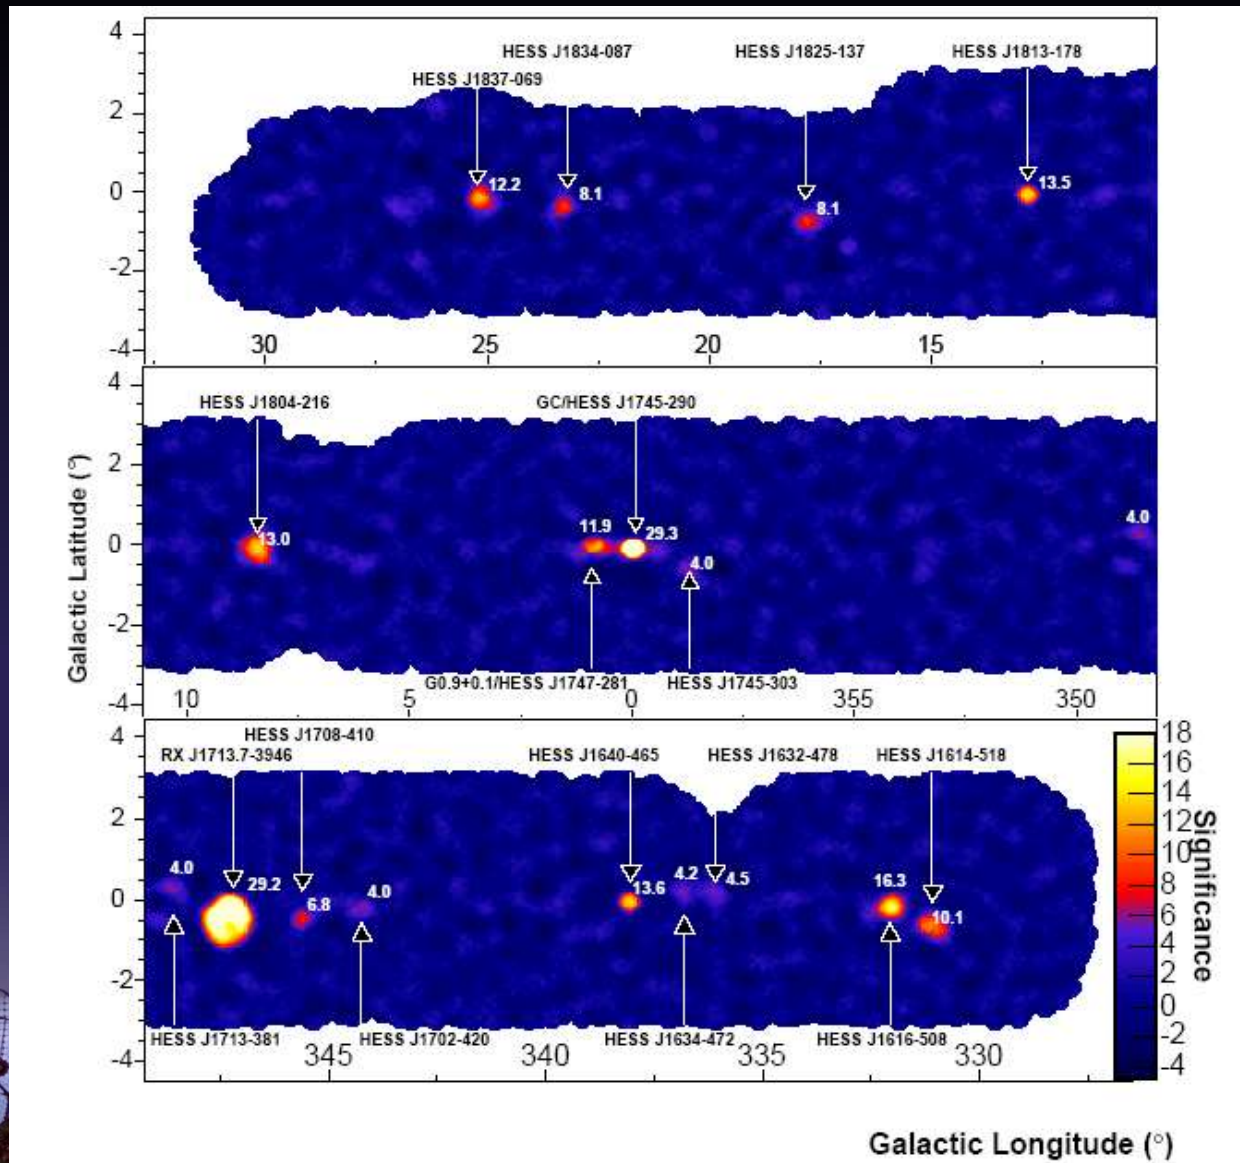 4
2
0
-2
-4
HESS J1834-087
HESS J1825-137
HESS J1813-178
HESS J1837-069
12.2
8.1
8.1
13.5
30
25
20
15
Galactic Latitude (°)
4
2
0
-2
-4
HESS J1804-216
GC/HESS J1745-290
13.0
11.9
29.3
4.0
4.0
G0.9+0.1/HESS J1747-281
HESS J1745-303
10
5
0
355
350
4
2
0
-2
-4
HESS J1708-410
RX J1713.7-3946
HESS J1640-465
HESS J1632-478
HESS J1614-518
4.0
29.2
6.8
4.0
13.6
4.2
4.5
16.3
10.1
HESS J1713-381
HESS J1702-420
HESS J1634-472
HESS J1616-508
345
340
335
330
18
16
14
12
10
8
6
4
2
0
-2
-4
Significance
Galactic Longitude (°)